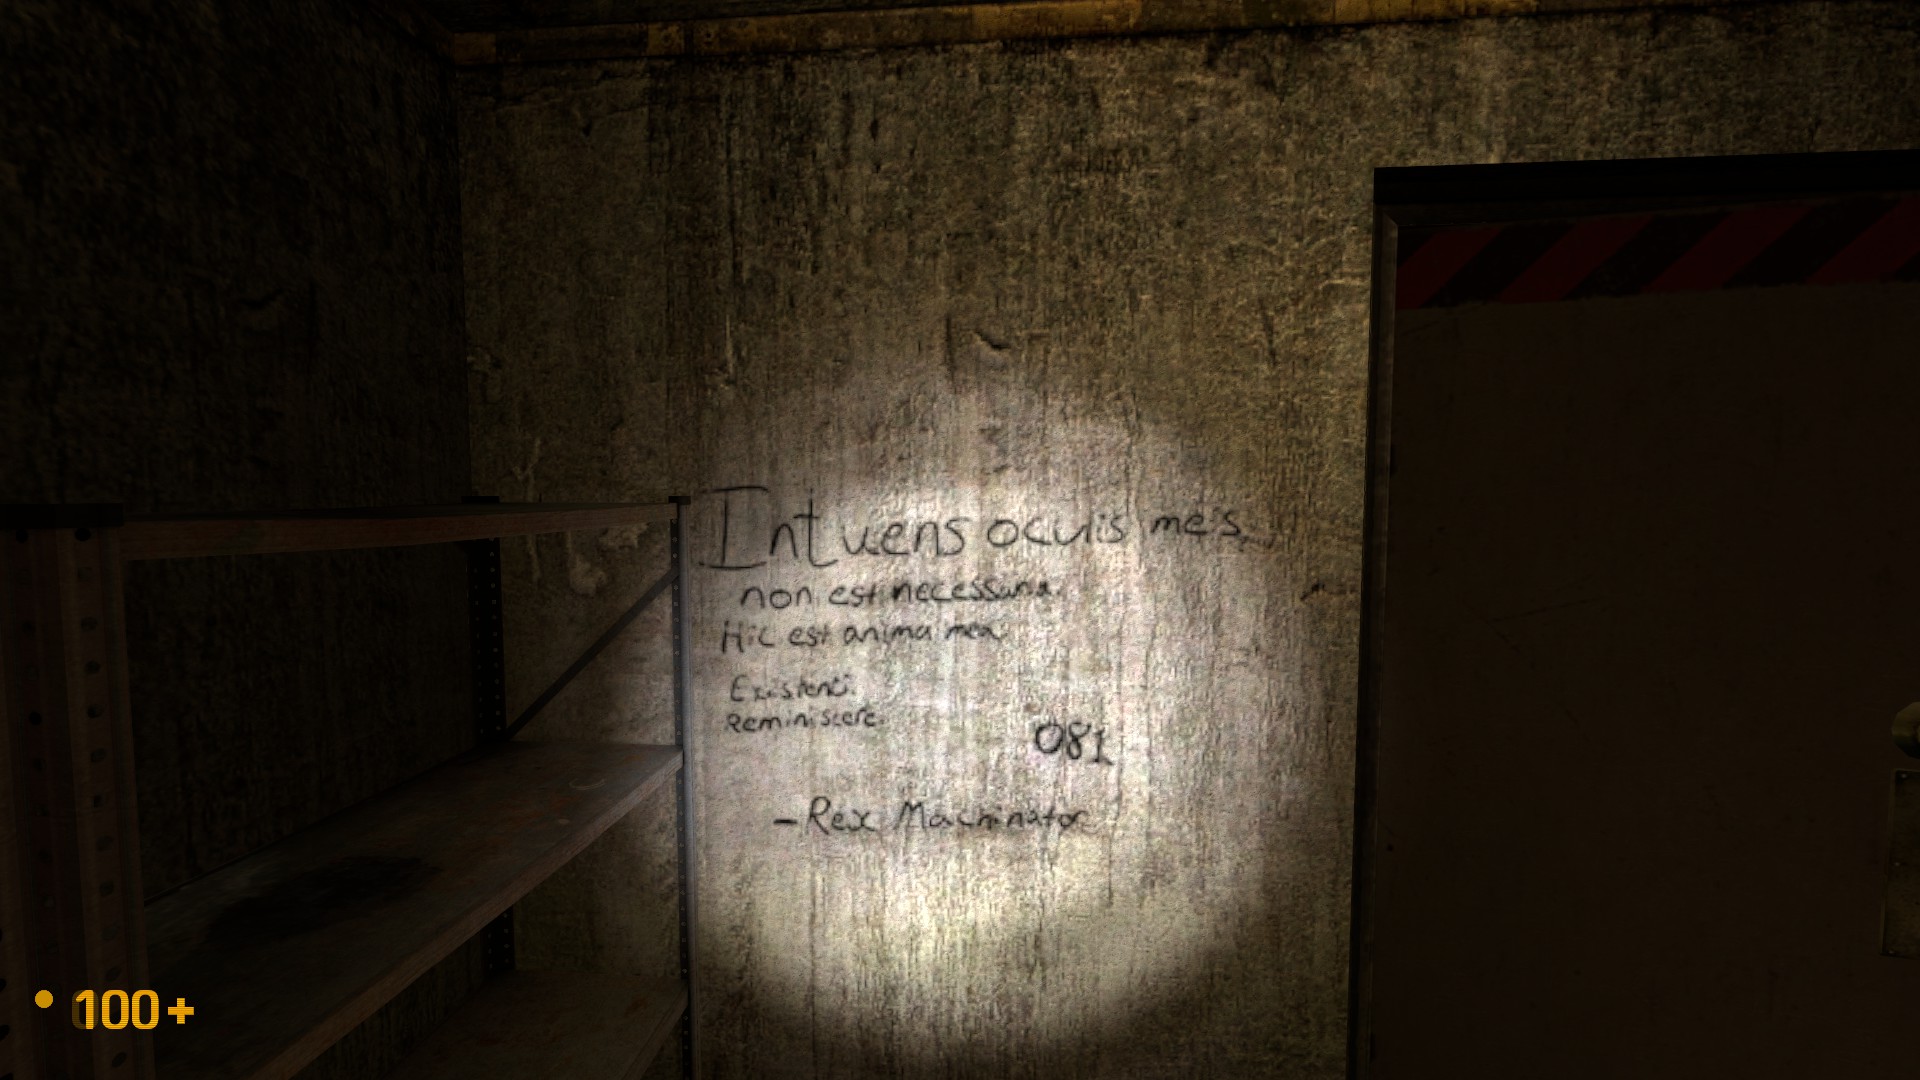 Intuens oculis meis
non est necessaria.
Hic est anima mea
Existenti.
Reminiscere.
081
-Rex Machinator
100+